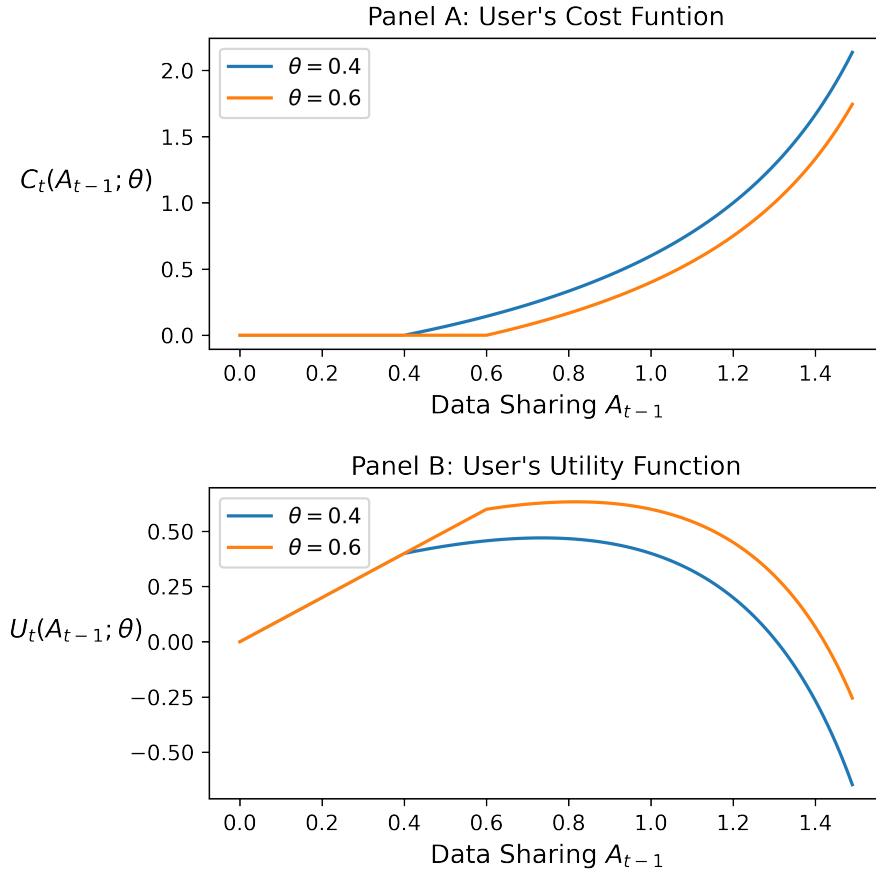 Panel A: User's Cost Funtion
θ = 0.4
θ = 0.6
2.0
1.5
1.0
0.5
0.0
C_t(A_{t−1}; θ)
0.0 0.2 0.4 0.6 0.8 1.0 1.2 1.4
Data Sharing A_{t−1}
Panel B: User's Utility Function
θ = 0.4
θ = 0.6
0.50
0.25
0.00
−0.25
−0.50
U_t(A_{t−1}; θ)
0.0 0.2 0.4 0.6 0.8 1.0 1.2 1.4
Data Sharing A_{t−1}